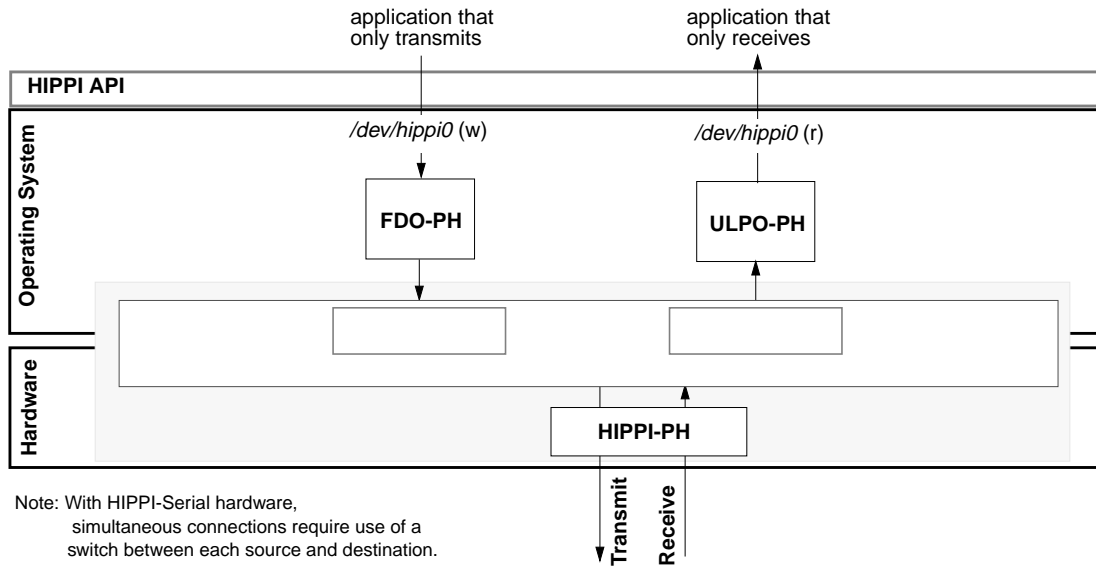 application that
only transmits
application that
only receives
HIPPI API
/dev/hippi0 (w)
/dev/hippi0 (r)
Operating System
FDO-PH
ULPO-PH
Hardware
HIPPI-PH
Note: With HIPPI-Serial hardware,
simultaneous connections require use of a
switch between each source and destination.
Transmit
Receive